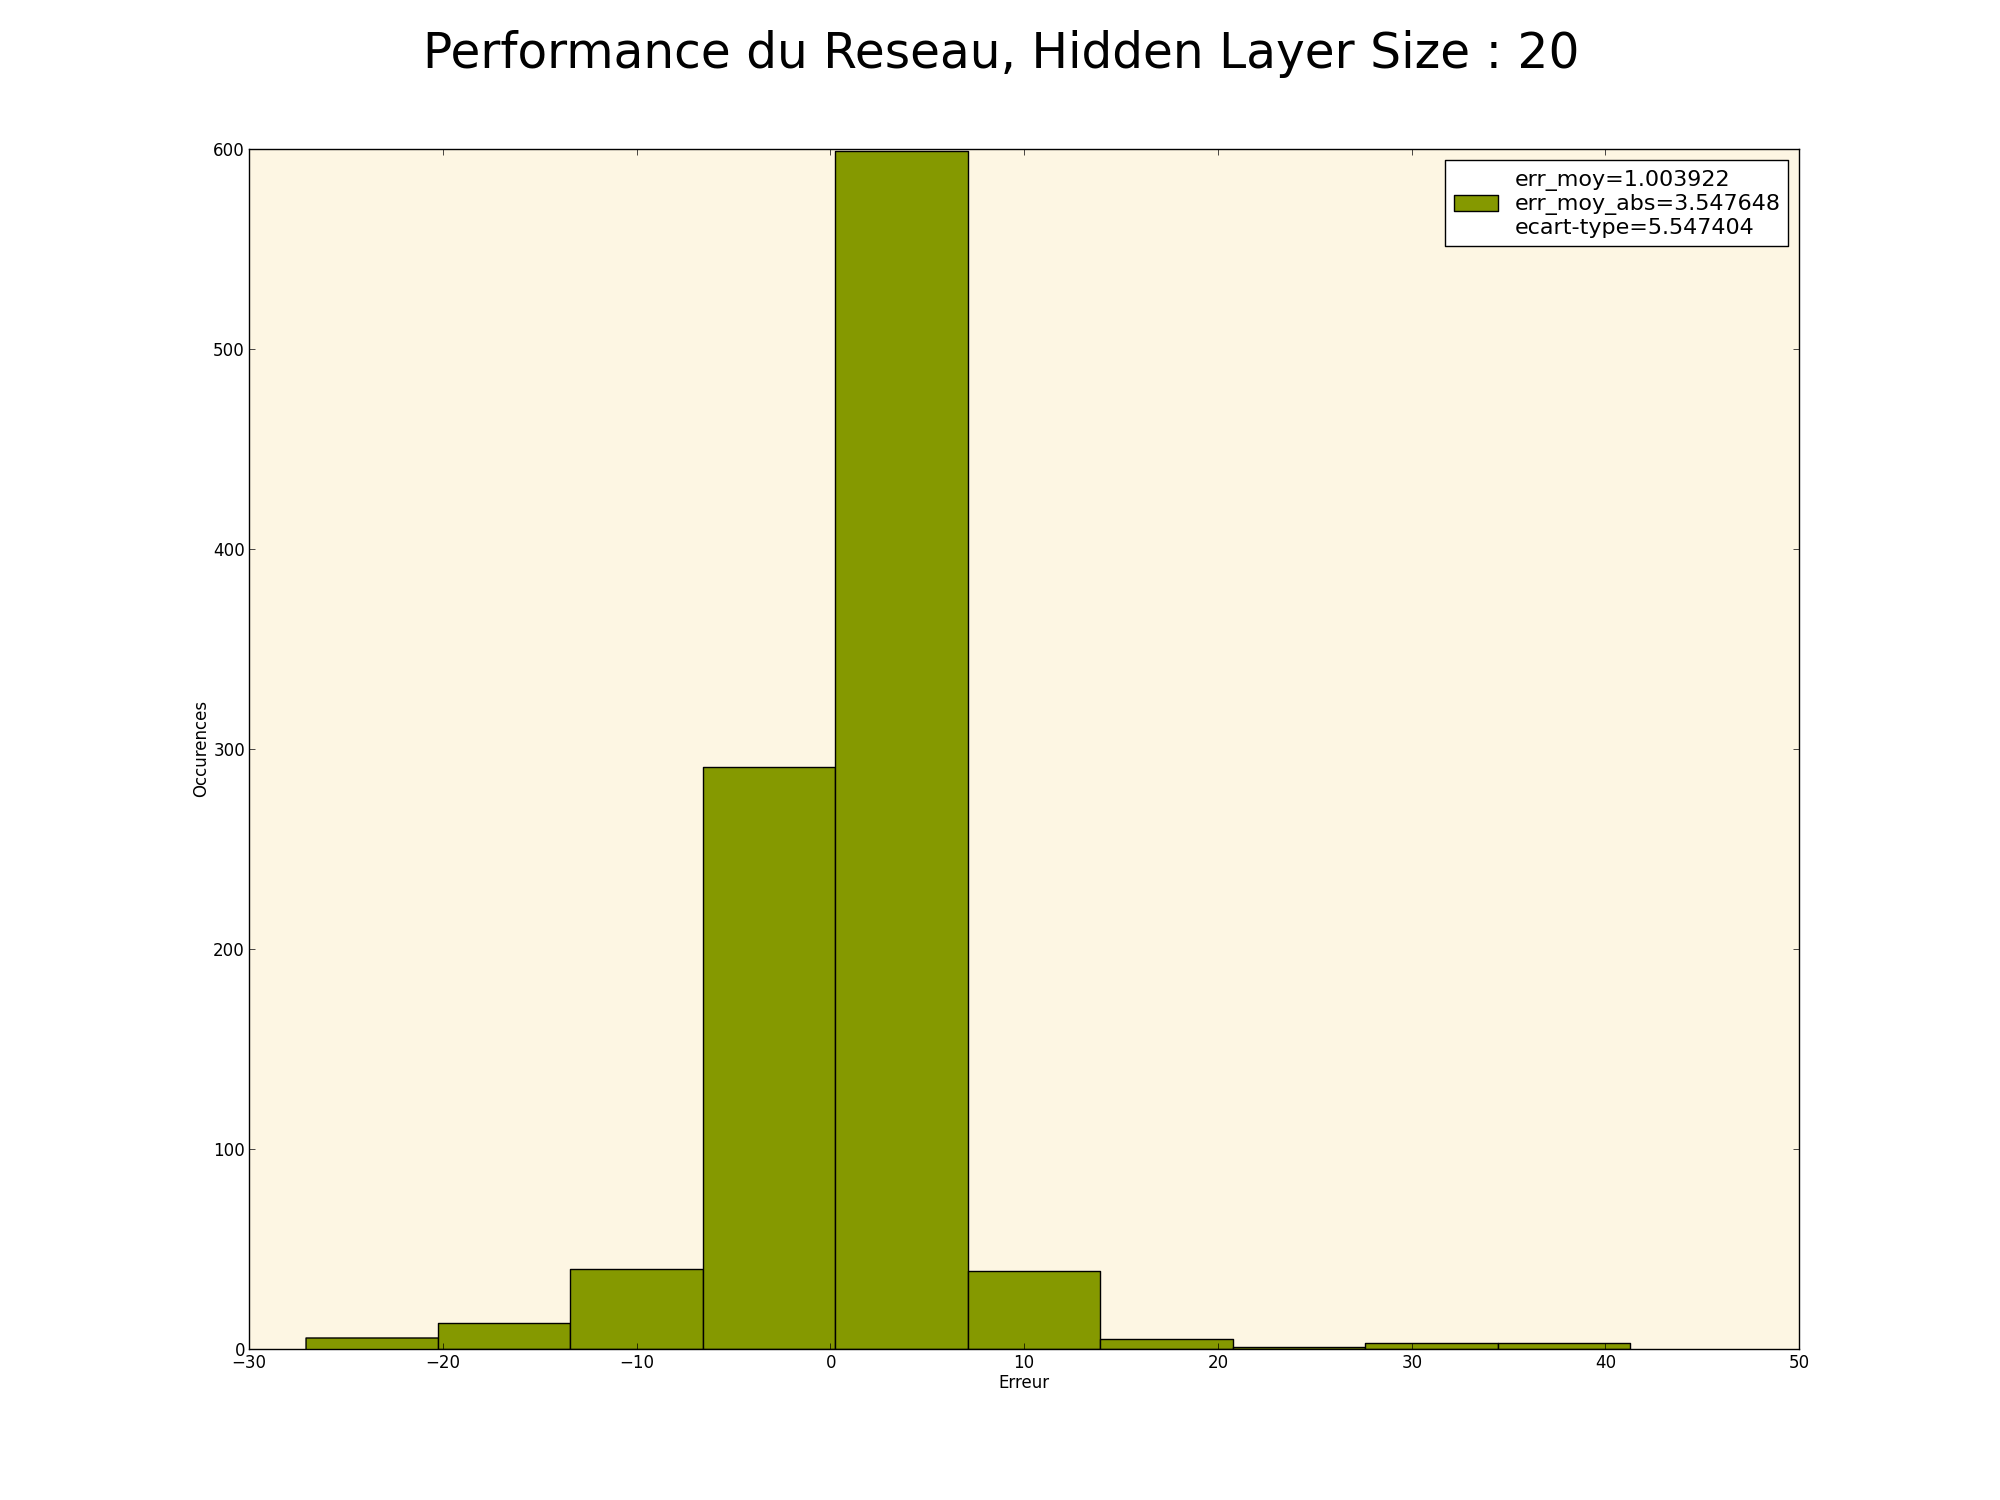 Performance du Reseau, Hidden Layer Size : 20
600
500
400
300
200
100
0
Occurences
err_moy=1.003922
err_moy_abs=3.547648
ecart-type=5.547404
−30 −20 −10 0 10 20 30 40 50
Erreur